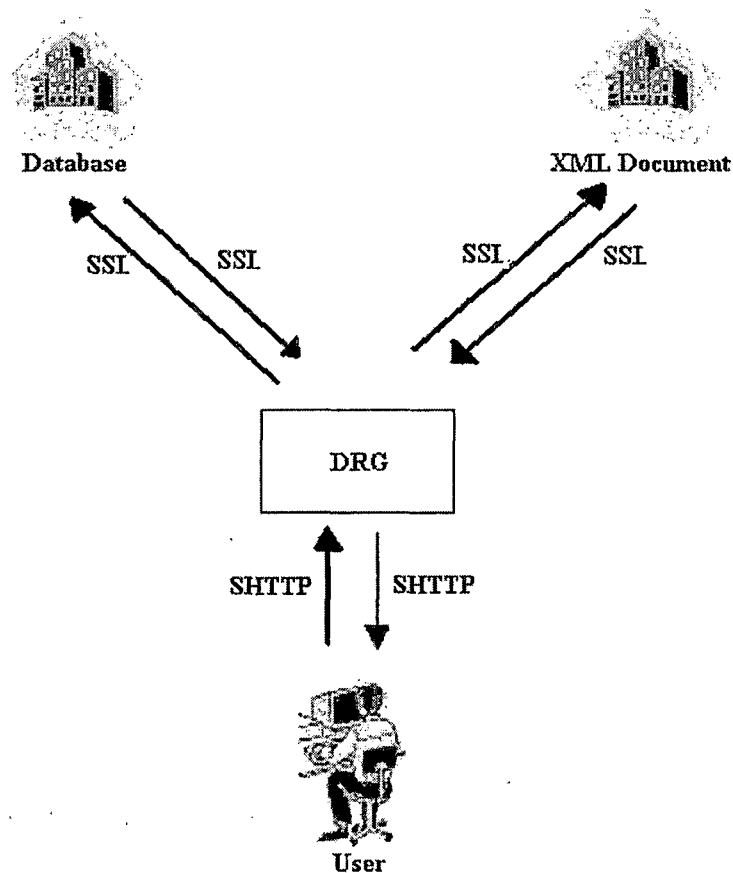 Database
XML Document
SSL
SSL
SSL
SSL
DRG
SHTTP
SHTTP
User